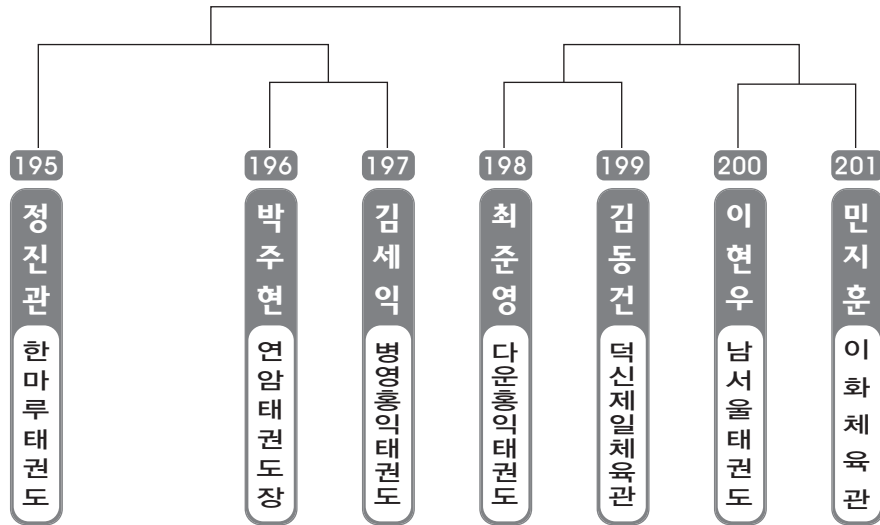 195
정진관
한마루태권도
196
박주현
연암태권도장
197
김세익
병영홍익태권도
198
최준영
다운홍익태권도
199
김동건
덕신제일체육관
200
이현우
남서울태권도
201
민지훈
이화체육관